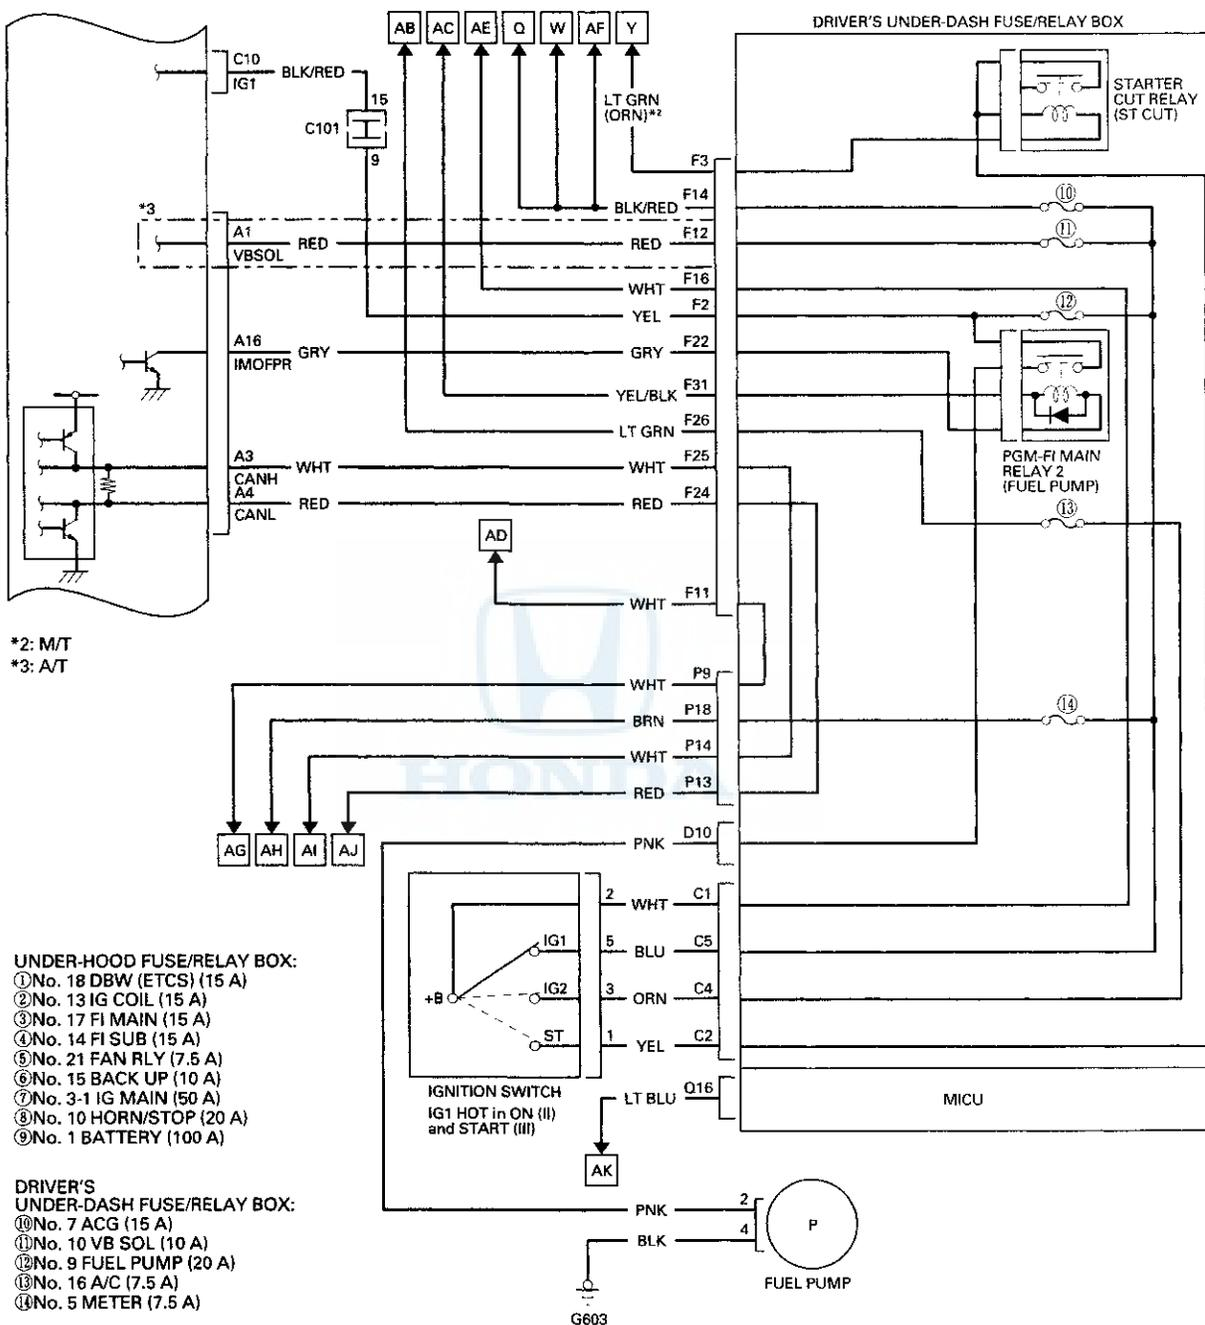 DRIVER'S UNDER-DASH FUSE/RELAY BOX
AB AC AE Q W AF Y
C10
IG1
BLK/RED
15
C101
9
LT GRN
(ORN)*2
STARTER
CUT RELAY
(ST CUT)
F3
F14
BLK/RED
⑩
*3
A1
VBSOL
RED
RED
F12
⑪
WHT
F16
YEL
F2
⑫
A16
IMOFPR
GRY
GRY
F22
YEL/BLK
F31
LT GRN
F26
PGM-FI MAIN
RELAY 2
(FUEL PUMP)
A3
CANH
WHT
WHT
F25
A4
CANL
RED
RED
F24
⑬
AD
WHT
F11
*2: M/T
*3: A/T
HONDA
WHT
P9
BRN
P18
⑭
WHT
P14
RED
P13
AG AH AI AJ
PNK
D10
2
WHT
C1
IG1
5
BLU
C5
+B
IG2
3
ORN
C4
ST
1
YEL
C2
IGNITION SWITCH
IG1 HOT in ON (II)
and START (III)
LT BLU
Q16
MICU
AK
UNDER-HOOD FUSE/RELAY BOX:
①No. 18 DBW (ETCS) (15 A)
②No. 13 IG COIL (15 A)
③No. 17 FI MAIN (15 A)
④No. 14 FI SUB (15 A)
⑤No. 21 FAN RLY (7.5 A)
⑥No. 15 BACK UP (10 A)
⑦No. 3-1 IG MAIN (50 A)
⑧No. 10 HORN/STOP (20 A)
⑨No. 1 BATTERY (100 A)
DRIVER'S
UNDER-DASH FUSE/RELAY BOX:
⑩No. 7 ACG (15 A)
⑪No. 10 VB SOL (10 A)
⑫No. 9 FUEL PUMP (20 A)
⑬No. 16 A/C (7.5 A)
⑭No. 5 METER (7.5 A)
PNK
2
BLK
4
P
FUEL PUMP
G603